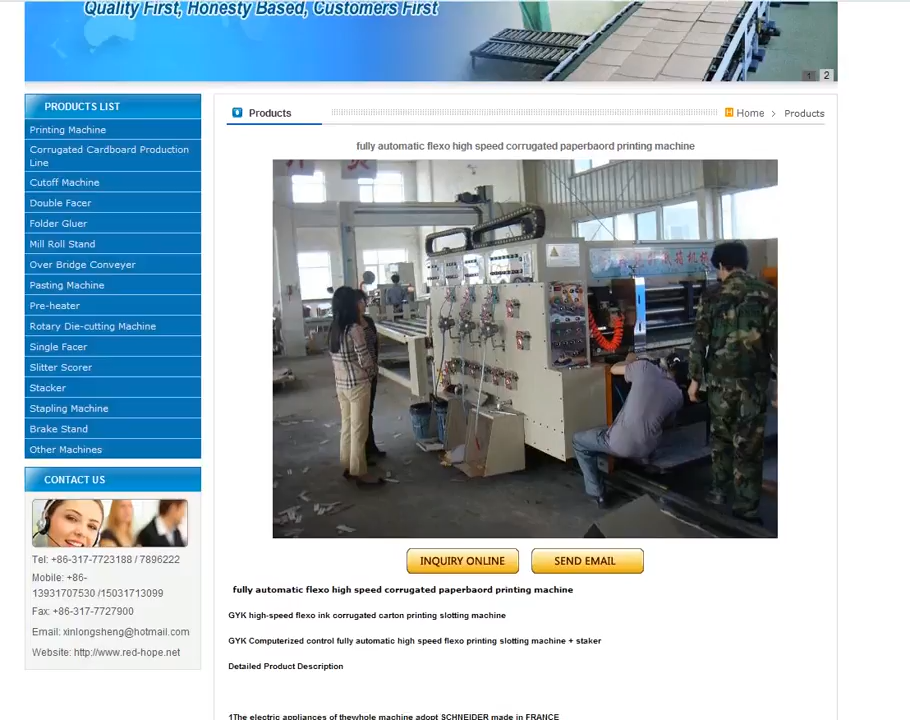 Quality First, Honesty Based, Customers First
1 2
PRODUCTS LIST
Printing Machine
Corrugated Cardboard Production
Line
Cutoff Machine
Double Facer
Folder Gluer
Mill Roll Stand
Over Bridge Conveyer
Pasting Machine
Pre-heater
Rotary Die-cutting Machine
Single Facer
Slitter Scorer
Stacker
Stapling Machine
Brake Stand
Other Machines
CONTACT US
Tel: +86-317-7723188 / 7896222
Mobile: +86-
13931707530 /15031713099
Fax: +86-317-7727900
Email: xinlongsheng@hotmail.com
Website: http://www.red-hope.net
Products
Home > Products
fully automatic flexo high speed corrugated paperbaord printing machine
INQUIRY ONLINE
SEND EMAIL
fully automatic flexo high speed corrugated paperbaord printing machine
GYK high-speed flexo ink corrugated carton printing slotting machine
GYK Computerized control fully automatic high speed flexo printing slotting machine + staker
Detailed Product Description
1The electric appliances of thewhole machine adopt SCHNEIDER made in FRANCE